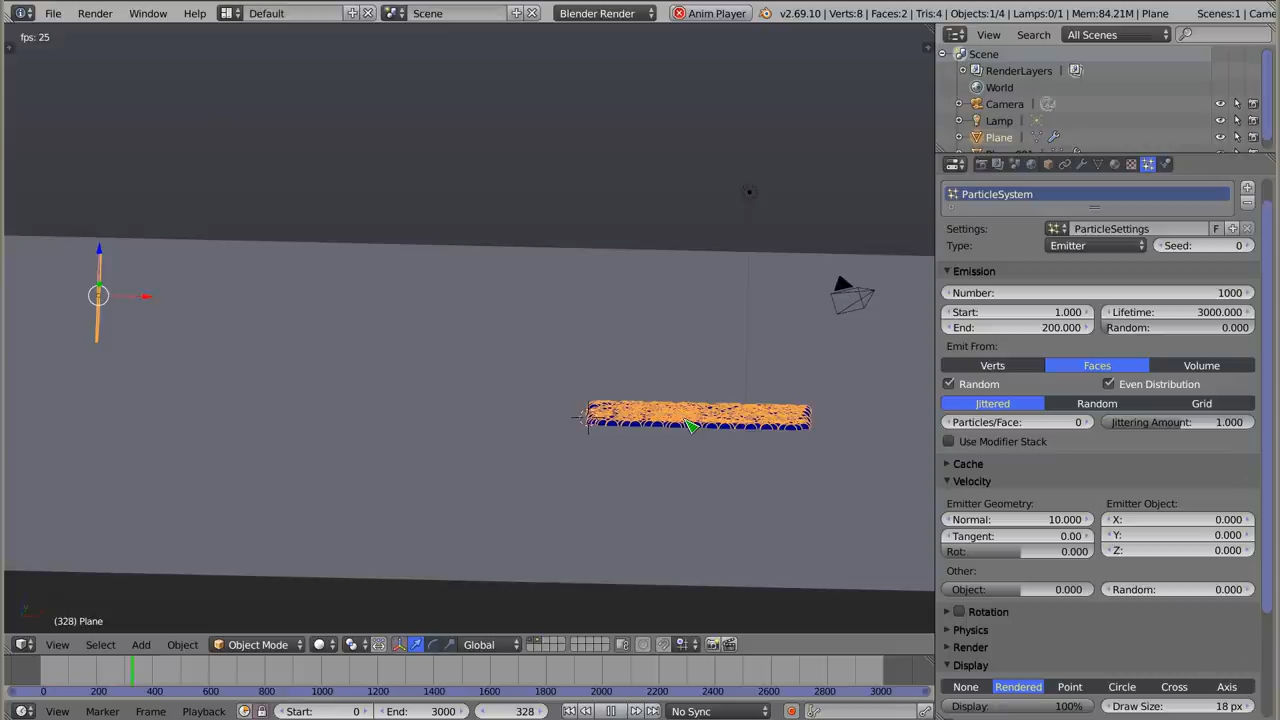 File Render Window Help Default Scene Blender Render Anim Player v2.69.10 | Verts:8 | Faces:2 | Tris:4 | Objects:1/4 | Lamps:0/1 | Mem:84.21M | Plane Scenes:1 | Came
fps: 25
View Search All Scenes
Scene
RenderLayers
World
Camera
Lamp
Plane
ParticleSystem
Settings: ParticleSettings F
Type: Emitter Seed: 0
Emission
Number: 1000
Start: 1.000 Lifetime: 3000.000
End: 200.000 Random: 0.000
Emit From:
Verts Faces Volume
Random Even Distribution
Jittered Random Grid
Particles/Face: 0 Jittering Amount: 1.000
Use Modifier Stack
Cache
Velocity
Emitter Geometry: Emitter Object:
Normal: 10.000 X: 0.000
Tangent: 0.00 Y: 0.000
Rot: 0.000 Z: 0.000
Other:
Object: 0.000 Random: 0.000
Rotation
Physics
Render
Display
None Rendered Point Circle Cross Axis
Display: 100% Draw Size: 18 px
(328) Plane
View Select Add Object Object Mode Global
0 200 400 600 800 1000 1200 1400 1600 1800 2000 2200 2400 2600 2800 3000
View Marker Frame Playback Start: 0 End: 3000 328 No Sync